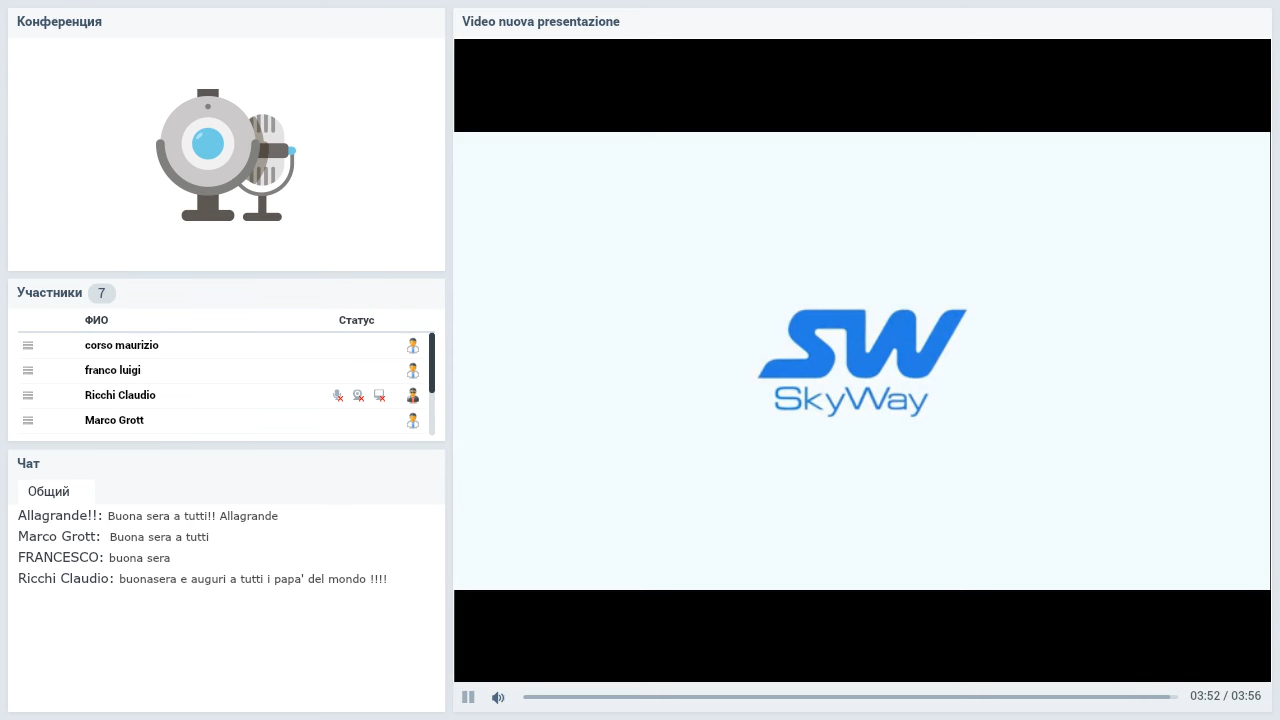 Конференция
Участники 7
ФИО Статус
corso maurizio
franco luigi
Ricchi Claudio
Marco Grott
Чат
Общий
Allagrande!!: Buona sera a tutti!! Allagrande
Marco Grott: Buona sera a tutti
FRANCESCO: buona sera
Ricchi Claudio: buonasera e auguri a tutti i papa' del mondo !!!!
Video nuova presentazione
SW
SkyWay
03:52 / 03:56